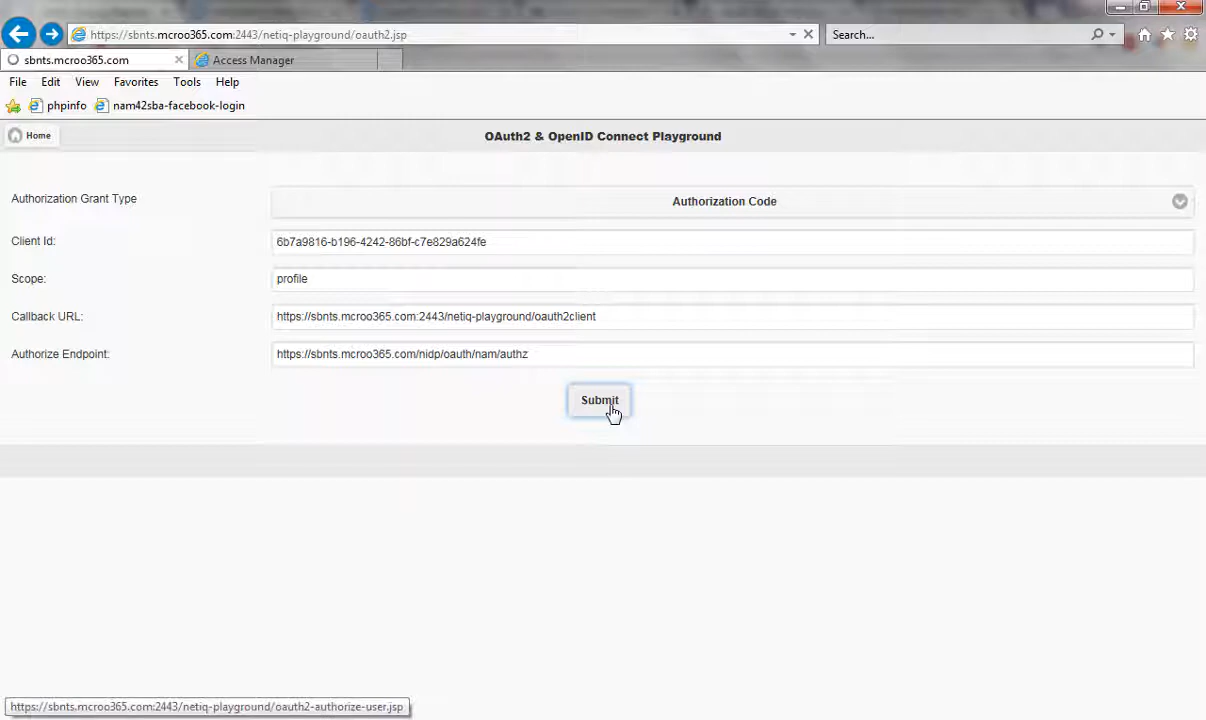 https://sbnts.mcroo365.com:2443/netiq-playground/oauth2.jsp
Search...
sbnts.mcroo365.com
Access Manager
File Edit View Favorites Tools Help
phpinfo nam42sba-facebook-login
Home
OAuth2 & OpenID Connect Playground
Authorization Grant Type
Authorization Code
Client Id:
6b7a9816-b196-4242-86bf-c7e829a624fe
Scope:
profile
Callback URL:
https://sbnts.mcroo365.com:2443/netiq-playground/oauth2client
Authorize Endpoint:
https://sbnts.mcroo365.com/nidp/oauth/nam/authz
Submit
https://sbnts.mcroo365.com:2443/netiq-playground/oauth2-authorize-user.jsp